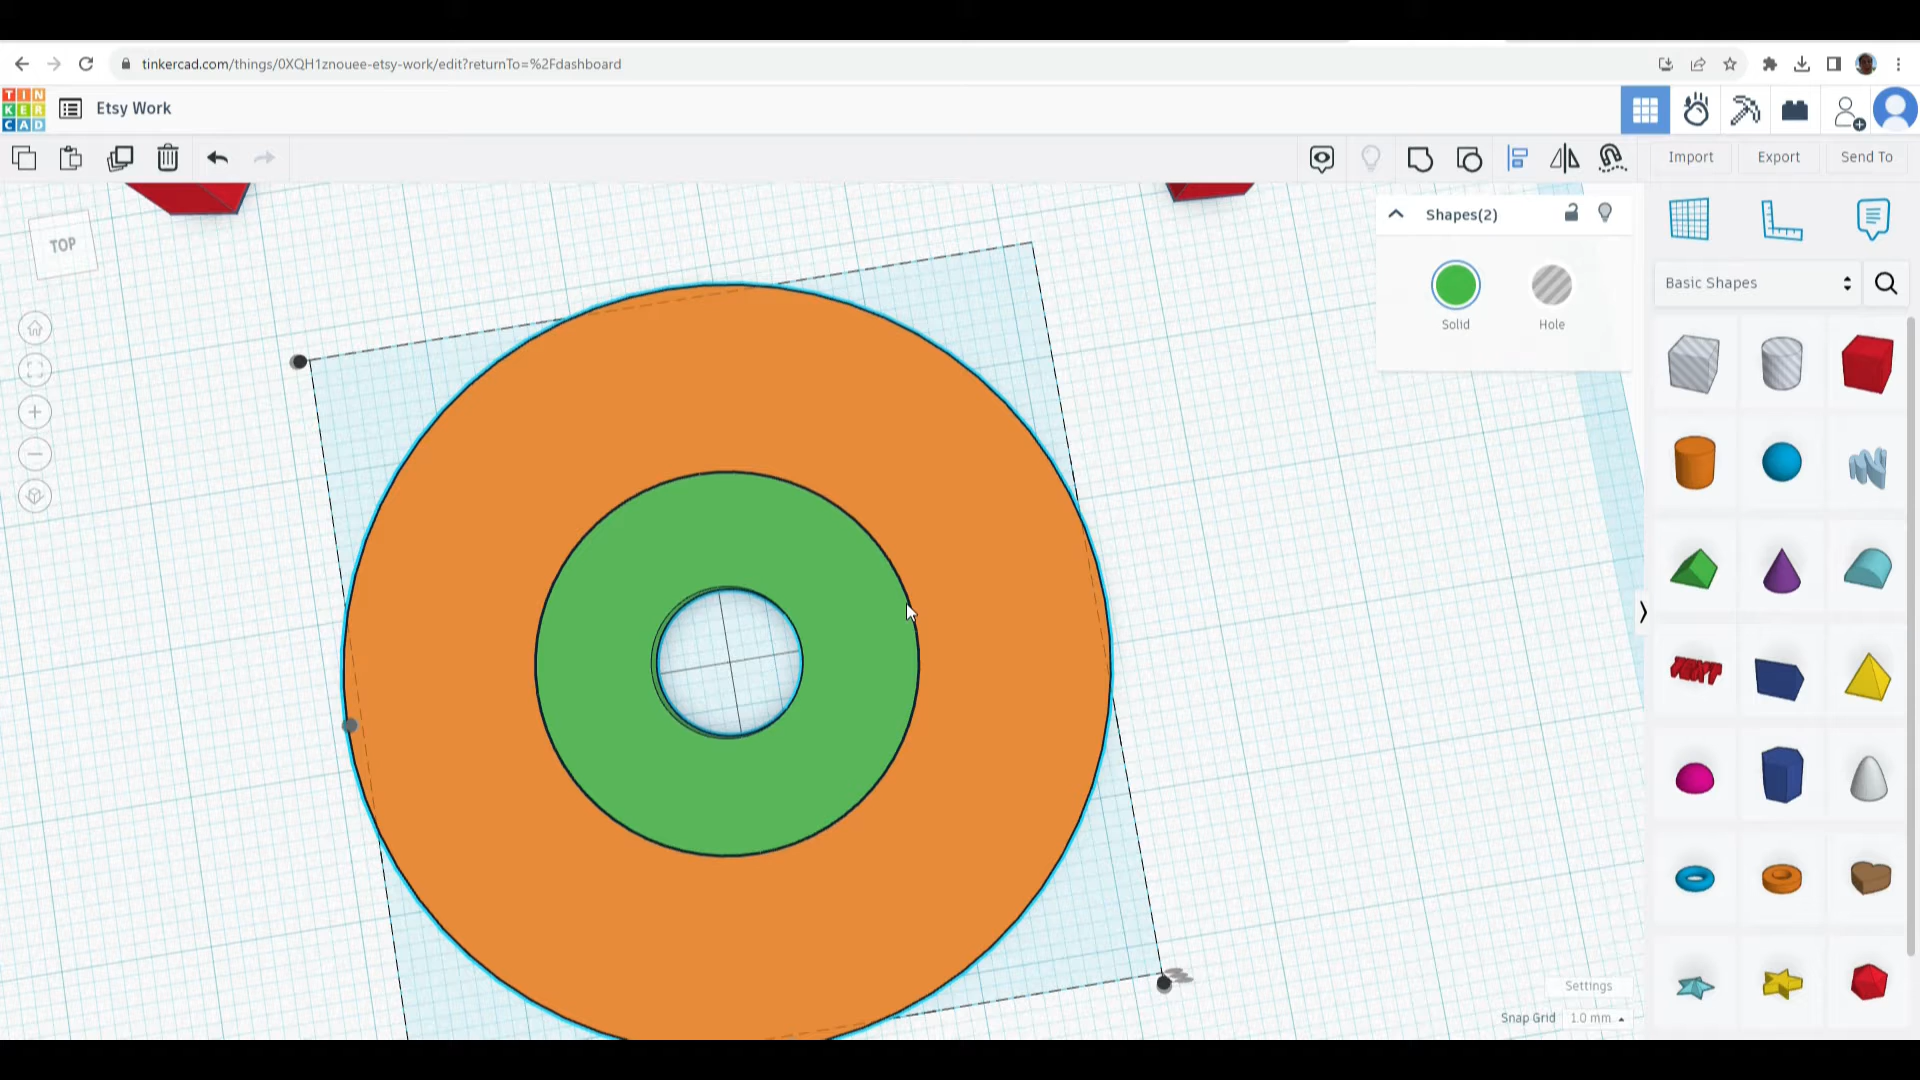 tinkercad.com/things/0XQH1znouee-etsy-work/edit?returnTo=%2Fdashboard
TIN
KER
CAD
Etsy Work
Import
Export
Send To
TOP
Shapes(2)
Solid
Hole
Basic Shapes
TEXT
Settings
Snap Grid 1.0 mm